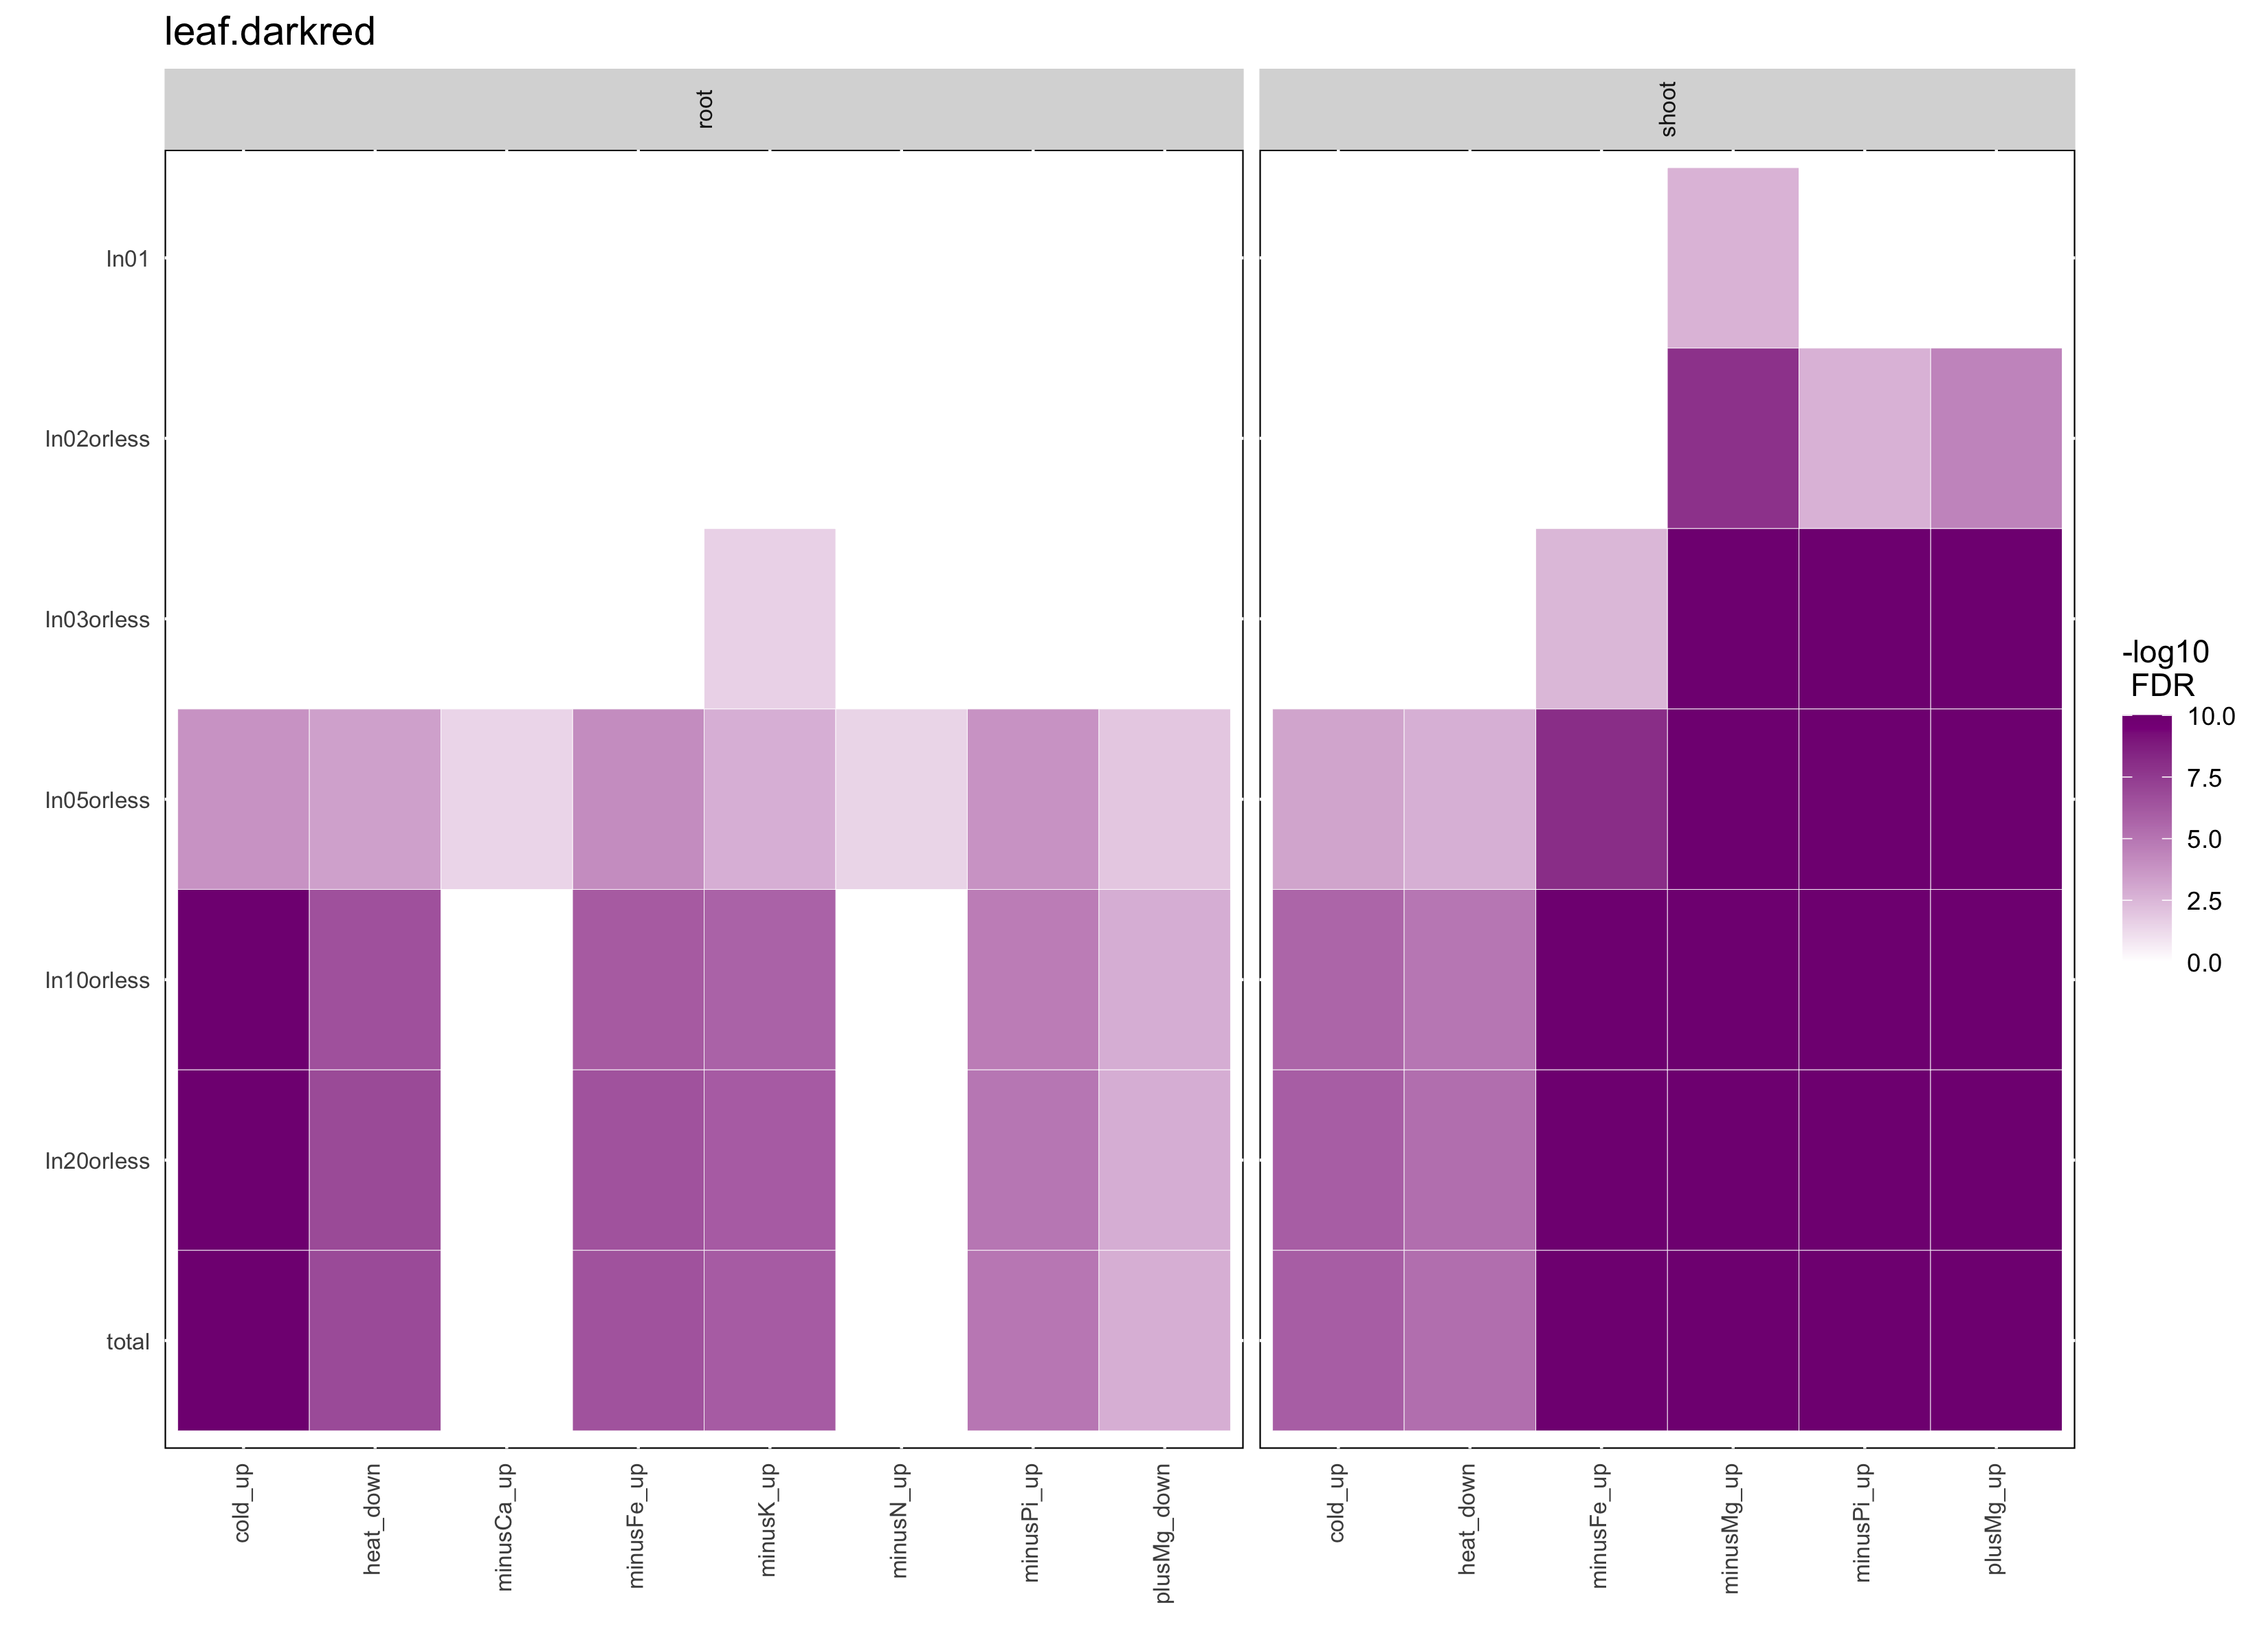 leaf.darkred
root
shoot
In01
In02orless
In03orless
In05orless
In10orless
In20orless
total
cold_up
heat_down
minusCa_up
minusFe_up
minusK_up
minusN_up
minusPi_up
plusMg_down
cold_up
heat_down
minusFe_up
minusMg_up
minusPi_up
plusMg_up
-log10
FDR
10.0
7.5
5.0
2.5
0.0